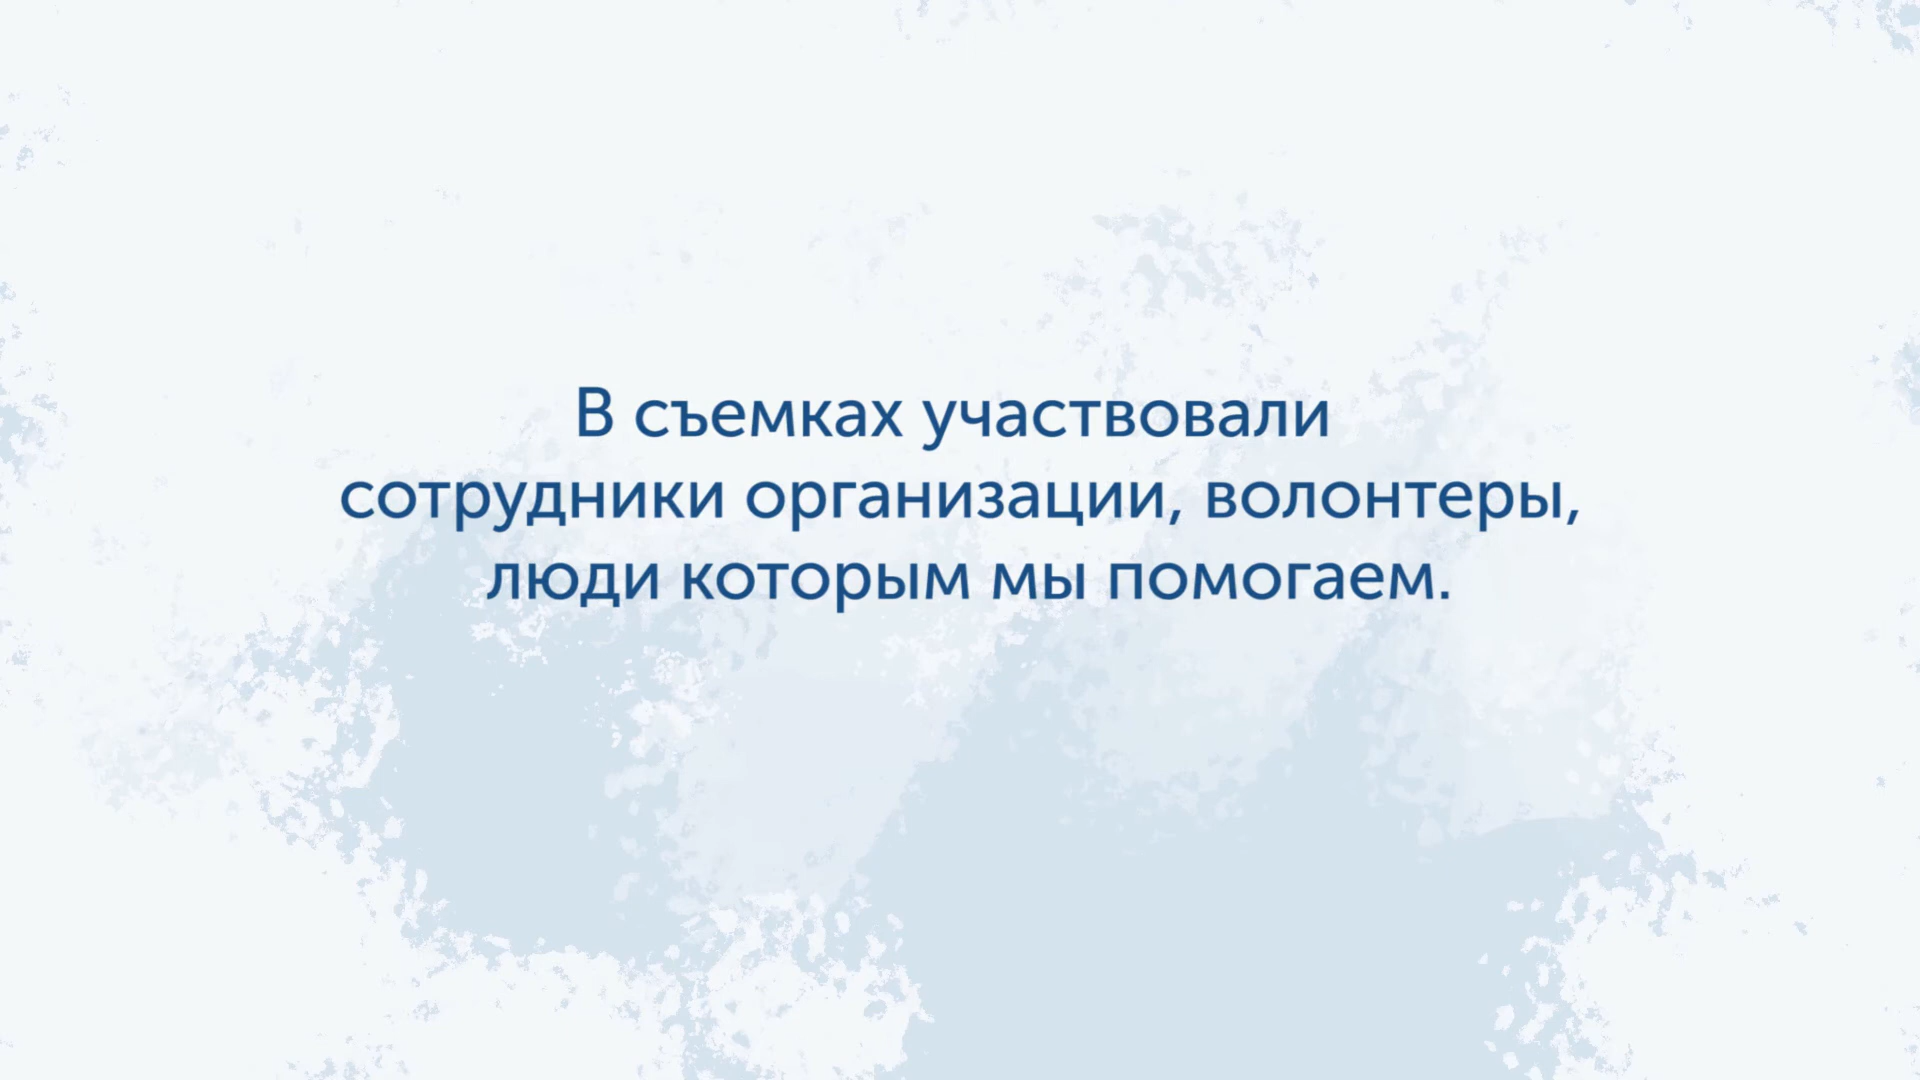 В съемках участвовали
сотрудники организации, волонтеры,
люди которым мы помогаем.